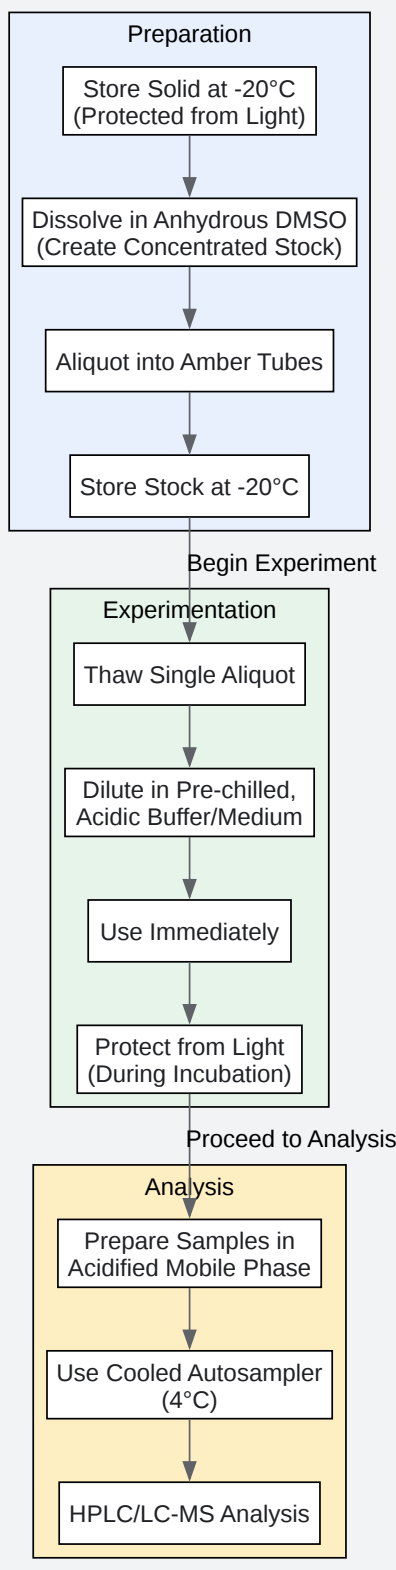 Preparation
Store Solid at -20°C
(Protected from Light)
Dissolve in Anhydrous DMSO
(Create Concentrated Stock)
Aliquot into Amber Tubes
Store Stock at -20°C
Begin Experiment
Experimentation
Thaw Single Aliquot
Dilute in Pre-chilled,
Acidic Buffer/Medium
Use Immediately
Protect from Light
(During Incubation)
Proceed to Analysis
Analysis
Prepare Samples in
Acidified Mobile Phase
Use Cooled Autosampler
(4°C)
HPLC/LC-MS Analysis